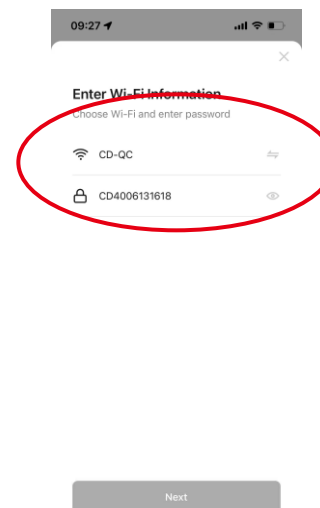 09:27
Enter Wi-Fi Information
Choose Wi-Fi and enter password
CD-QC
CD4006131618
Next